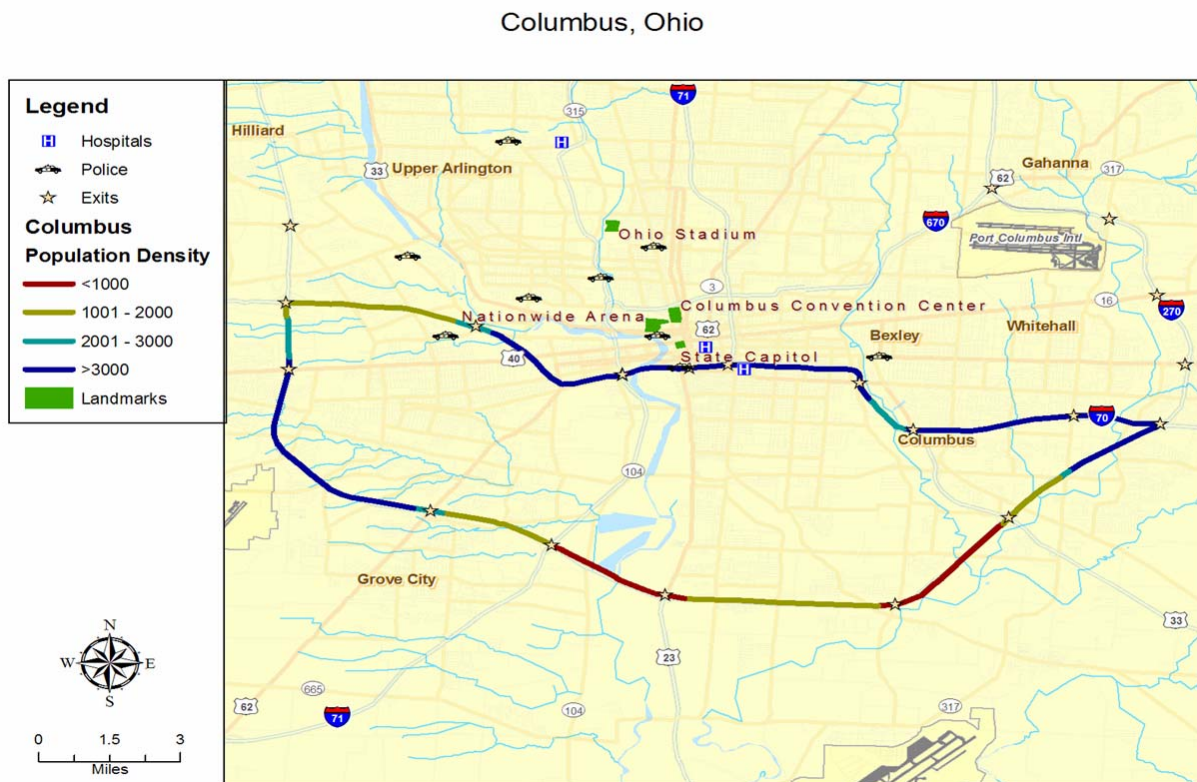 Columbus, Ohio
Legend
Hospitals
Police
Exits
Columbus
Population Density
<1000
1001 - 2000
2001 - 3000
>3000
Landmarks
N
W
E
S
0
1.5
3
Miles
71
315
Hilliard
Gahanna
Upper Arlington
33
317
62
670
Ohio Stadium
Port Columbus Intl
3
16
Columbus Convention Center
270
Nationwide Arena
62
Whitehall
Bexley
H
H
H
40
State Capitol
70
Columbus
104
Grove City
33
23
665
62
71
104
317